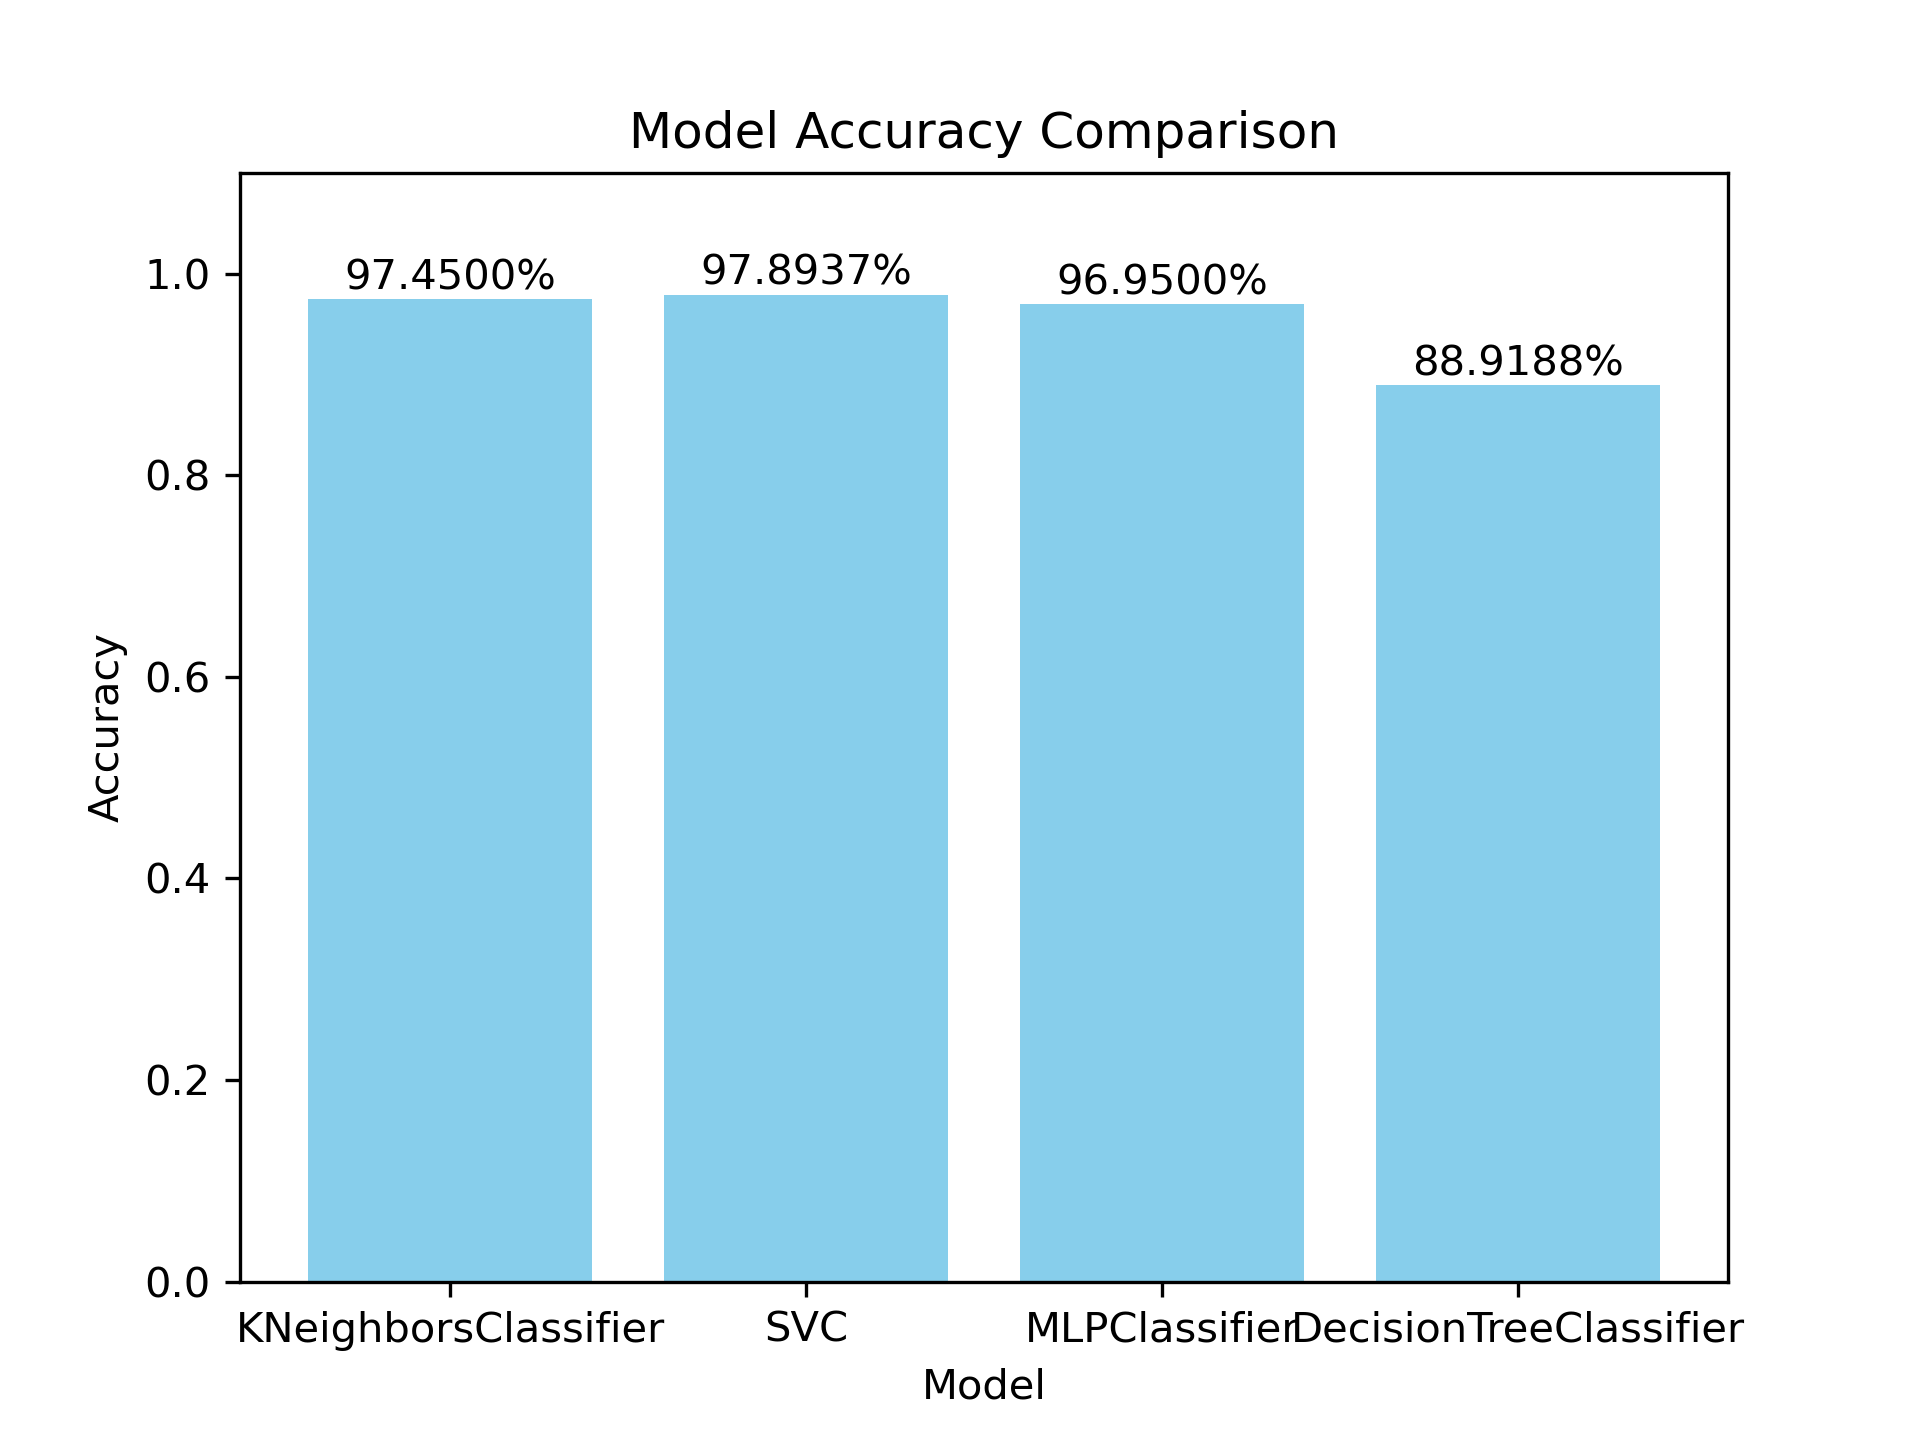 Model Accuracy Comparison
97.4500%
97.8937%
96.9500%
88.9188%
1.0
0.8
0.6
0.4
0.2
0.0
Accuracy
KNeighborsClassifier
SVC
MLPClassifier
DecisionTreeClassifier
Model